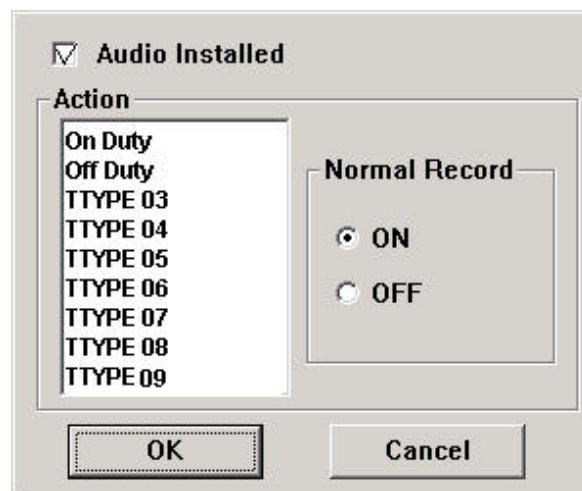 Audio Installed
Action
On Duty
Off Duty
TTYPE 03
TTYPE 04
TTYPE 05
TTYPE 06
TTYPE 07
TTYPE 08
TTYPE 09
Normal Record
ON
OFF
OK
Cancel